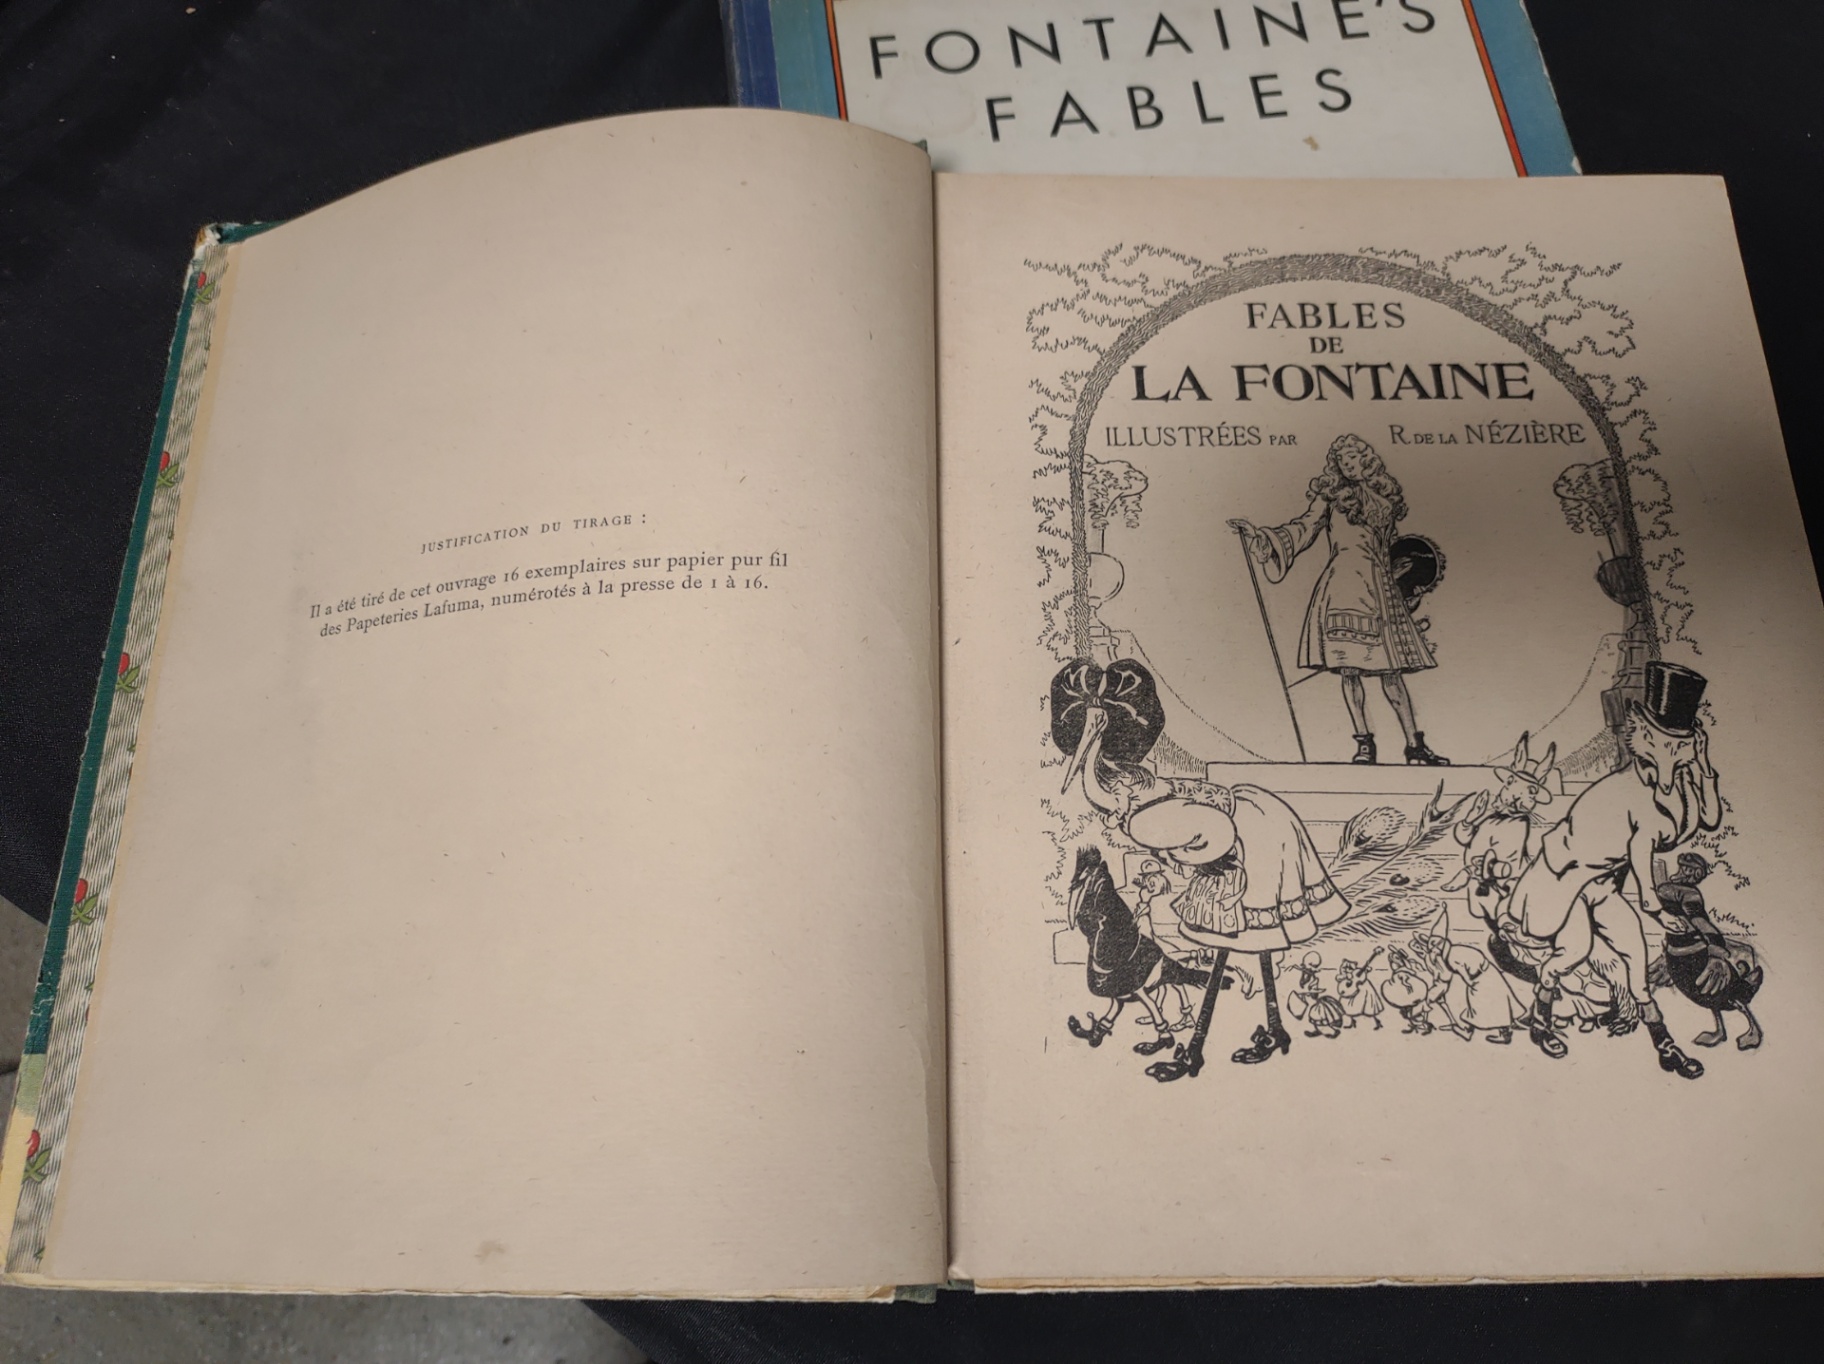 FONTAINE'S
FABLES
JUSTIFICATION DU TIRAGE :
Il a été tiré de cet ouvrage 16 exemplaires sur papier pur fil
des Papeteries Lafuma, numérotés à la presse de 1 à 16.
FABLES
DE
LA FONTAINE
ILLUSTRÉES PAR R. DE LA NÉZIÈRE